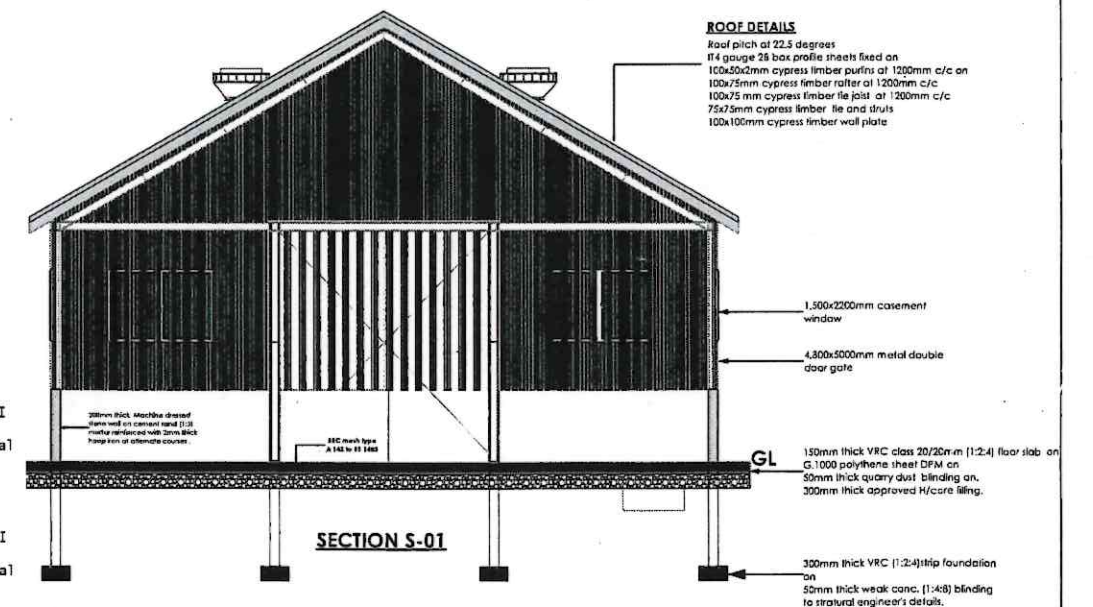 ROOF DETAILS
Roof pitch at 22.5 degrees
IT4 gauge 28 box profile sheets fixed on
100x50x2mm cypress timber purlins at 1200mm c/c on
100x75mm cypress timber rafter at 1200mm c/c
100x75 mm cypress timber tie joist at 1200mm c/c
75x75mm cypress timber tie and struts
100x100mm cypress timber wall plate
1,500x2200mm casement
window
4,800x5000mm metal double
door gate
200mm thick Machine dressed
stone wall on cement sand (1:3)
mortar reinforced with 2mm thick
hoop iron at alternate courses.
BRC mesh type
A 142 to
I
al
GL
150mm thick VRC class 20/20mm (1:2:4) floor slab on
G.1000 polythene sheet DPM on
50mm thick quarry dust blinding on.
300mm thick approved H/core filling.
I
al
SECTION S-01
300mm thick VRC (1:2:4)strip foundation
on
50mm thick weak conc. (1:4:8) blinding
to stratural engineer's details.